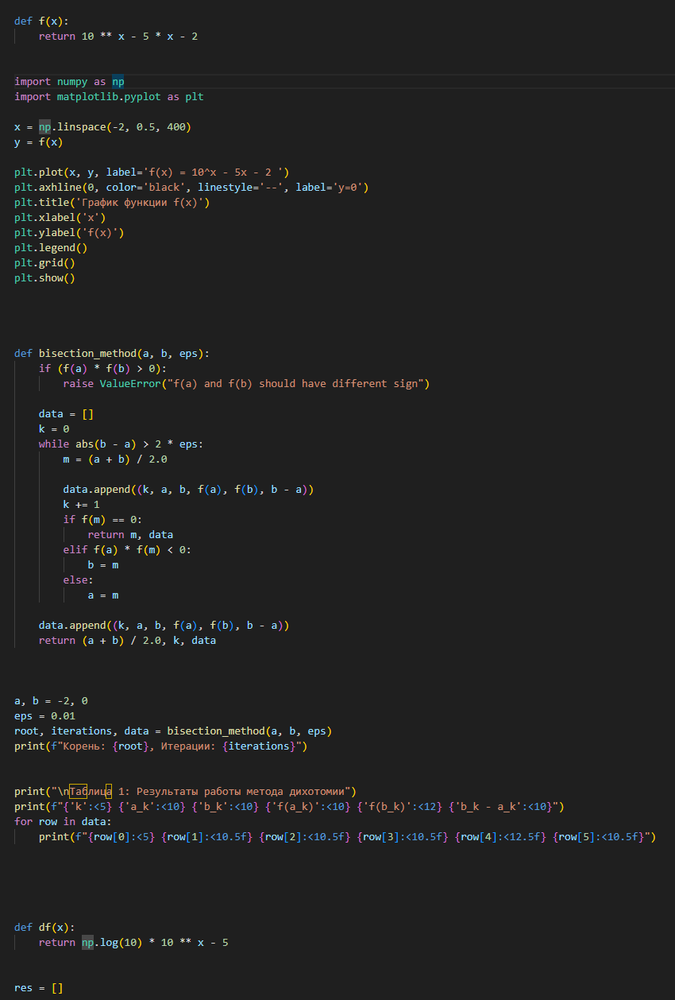 def f(x):
    return 10 ** x - 5 * x - 2
import numpy as np
import matplotlib.pyplot as plt
x = np.linspace(-2, 0.5, 400)
y = f(x)
plt.plot(x, y, label='f(x) = 10^x - 5x - 2 ')
plt.axhline(0, color='black', linestyle='--', label='y=0')
plt.title('График функции f(x)')
plt.xlabel('x')
plt.ylabel('f(x)')
plt.legend()
plt.grid()
plt.show()
def bisection_method(a, b, eps):
    if (f(a) * f(b) > 0):
        raise ValueError("f(a) and f(b) should have different sign")
    data = []
    k = 0
    while abs(b - a) > 2 * eps:
        m = (a + b) / 2.0
        data.append((k, a, b, f(a), f(b), b - a))
        k += 1
        if f(m) == 0:
            return m, data
        elif f(a) * f(m) < 0:
            b = m
        else:
            a = m
    data.append((k, a, b, f(a), f(b), b - a))
    return (a + b) / 2.0, k, data
a, b = -2, 0
eps = 0.01
root, iterations, data = bisection_method(a, b, eps)
print(f"Корень: {root}, Итерации: {iterations}")
print("\nТаблица 1: Результаты работы метода дихотомии")
print(f"{'k':<5} {'a_k':<10} {'b_k':<10} {'f(a_k)':<10} {'f(b_k)':<12} {'b_k - a_k':<10}")
for row in data:
    print(f"{row[0]:<5} {row[1]:<10.5f} {row[2]:<10.5f} {row[3]:<10.5f} {row[4]:<12.5f} {row[5]:<10.5f}")
def df(x):
    return np.log(10) * 10 ** x - 5
res = []